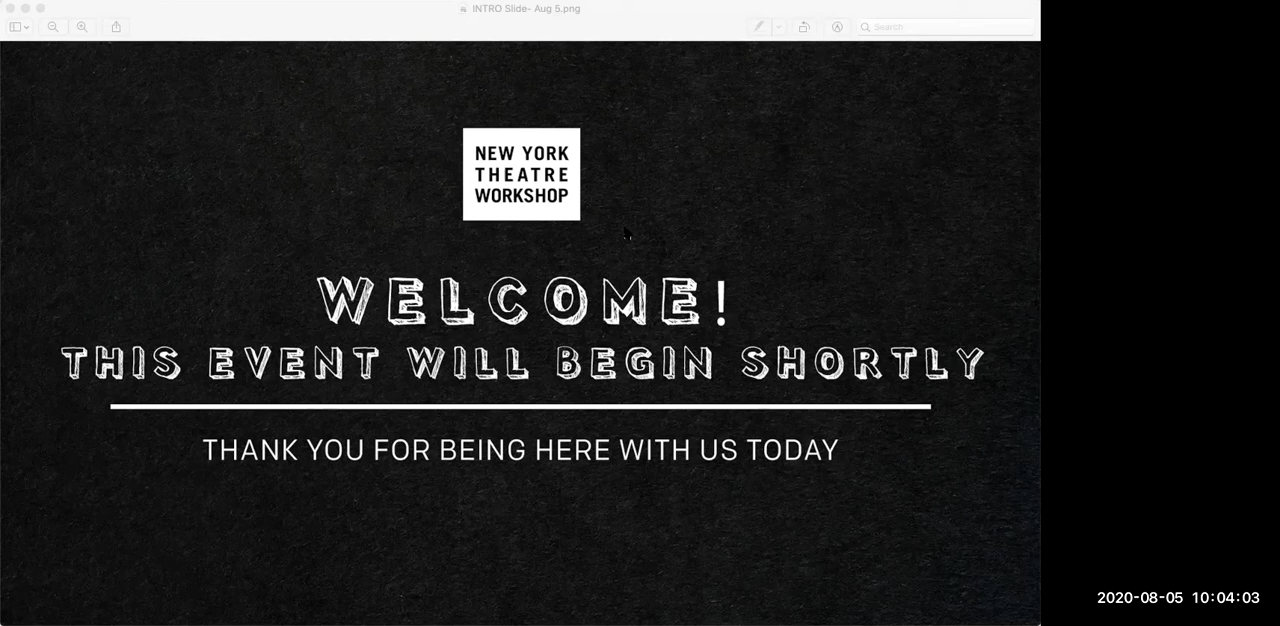 INTRO Slide- Aug 5.png
Search
NEW YORK
THEATRE
WORKSHOP
WELCOME!
THIS EVENT WILL BEGIN SHORTLY
THANK YOU FOR BEING HERE WITH US TODAY
2020-08-05 10:04:03